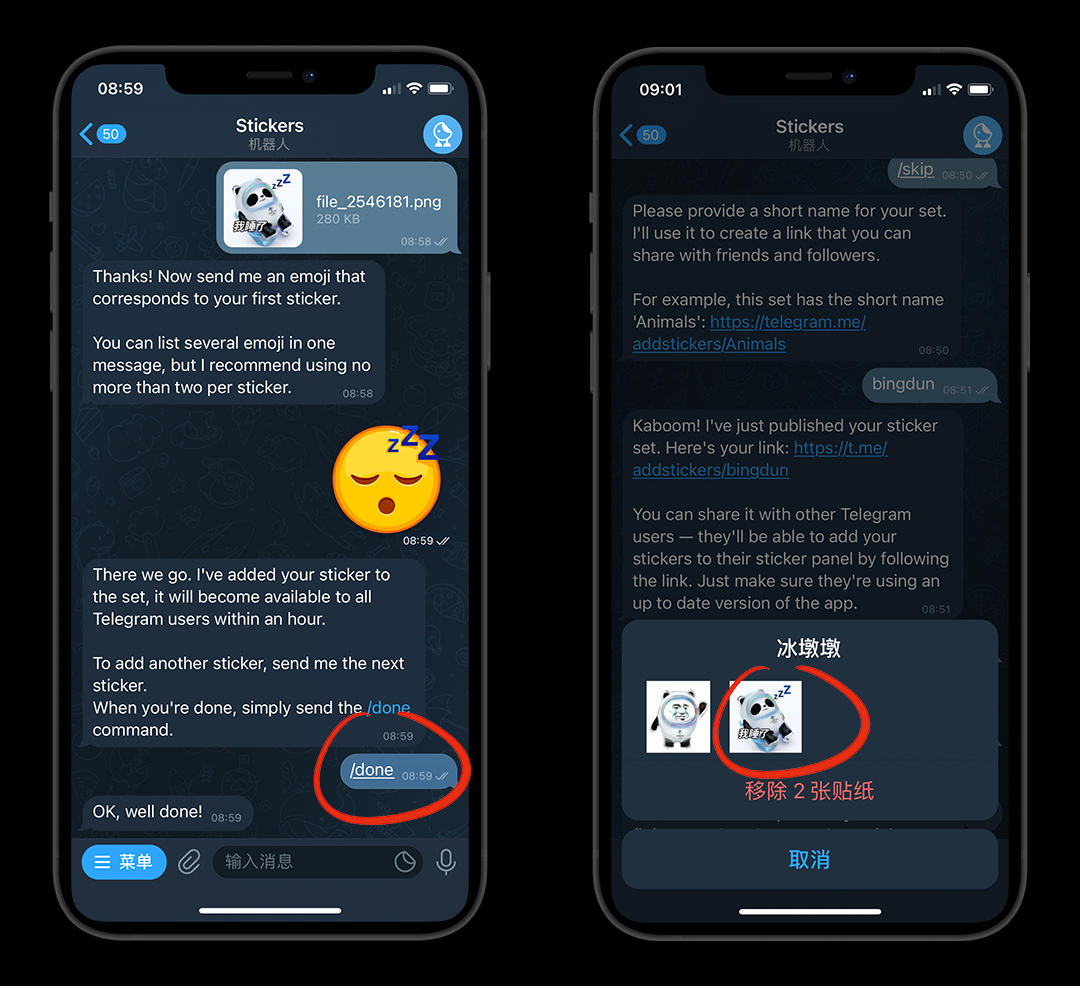 08:59
50
Stickers
机器人
zzZ
我睡了
file_2546181.png
280 KB
08:58
Thanks! Now send me an emoji that
corresponds to your first sticker.
You can list several emoji in one
message, but I recommend using no
more than two per sticker.
08:58
zZZ
08:59
There we go. I've added your sticker to
the set, it will become available to all
Telegram users within an hour.
To add another sticker, send me the next
sticker.
When you're done, simply send the /done
command.
08:59
/done 08:59
OK, well done! 08:59
菜单
输入消息
09:01
50
Stickers
机器人
/skip 08:50
Please provide a short name for your set.
I'll use it to create a link that you can
share with friends and followers.
For example, this set has the short name
'Animals': https://telegram.me/
addstickers/Animals
08:50
bingdun 08:51
Kaboom! I've just published your sticker
set. Here's your link: https://t.me/
addstickers/bingdun
You can share it with other Telegram
users — they'll be able to add your
stickers to their sticker panel by following
the link. Just make sure they're using an
up to date version of the app.
08:51
冰墩墩
zzZ
我睡了
移除 2 张贴纸
取消